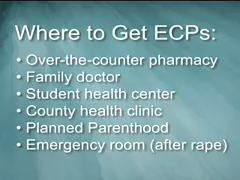 Where to Get ECPs:
• Over-the-counter pharmacy
• Family doctor
• Student health center
• County health clinic
• Planned Parenthood
• Emergency room (after rape)